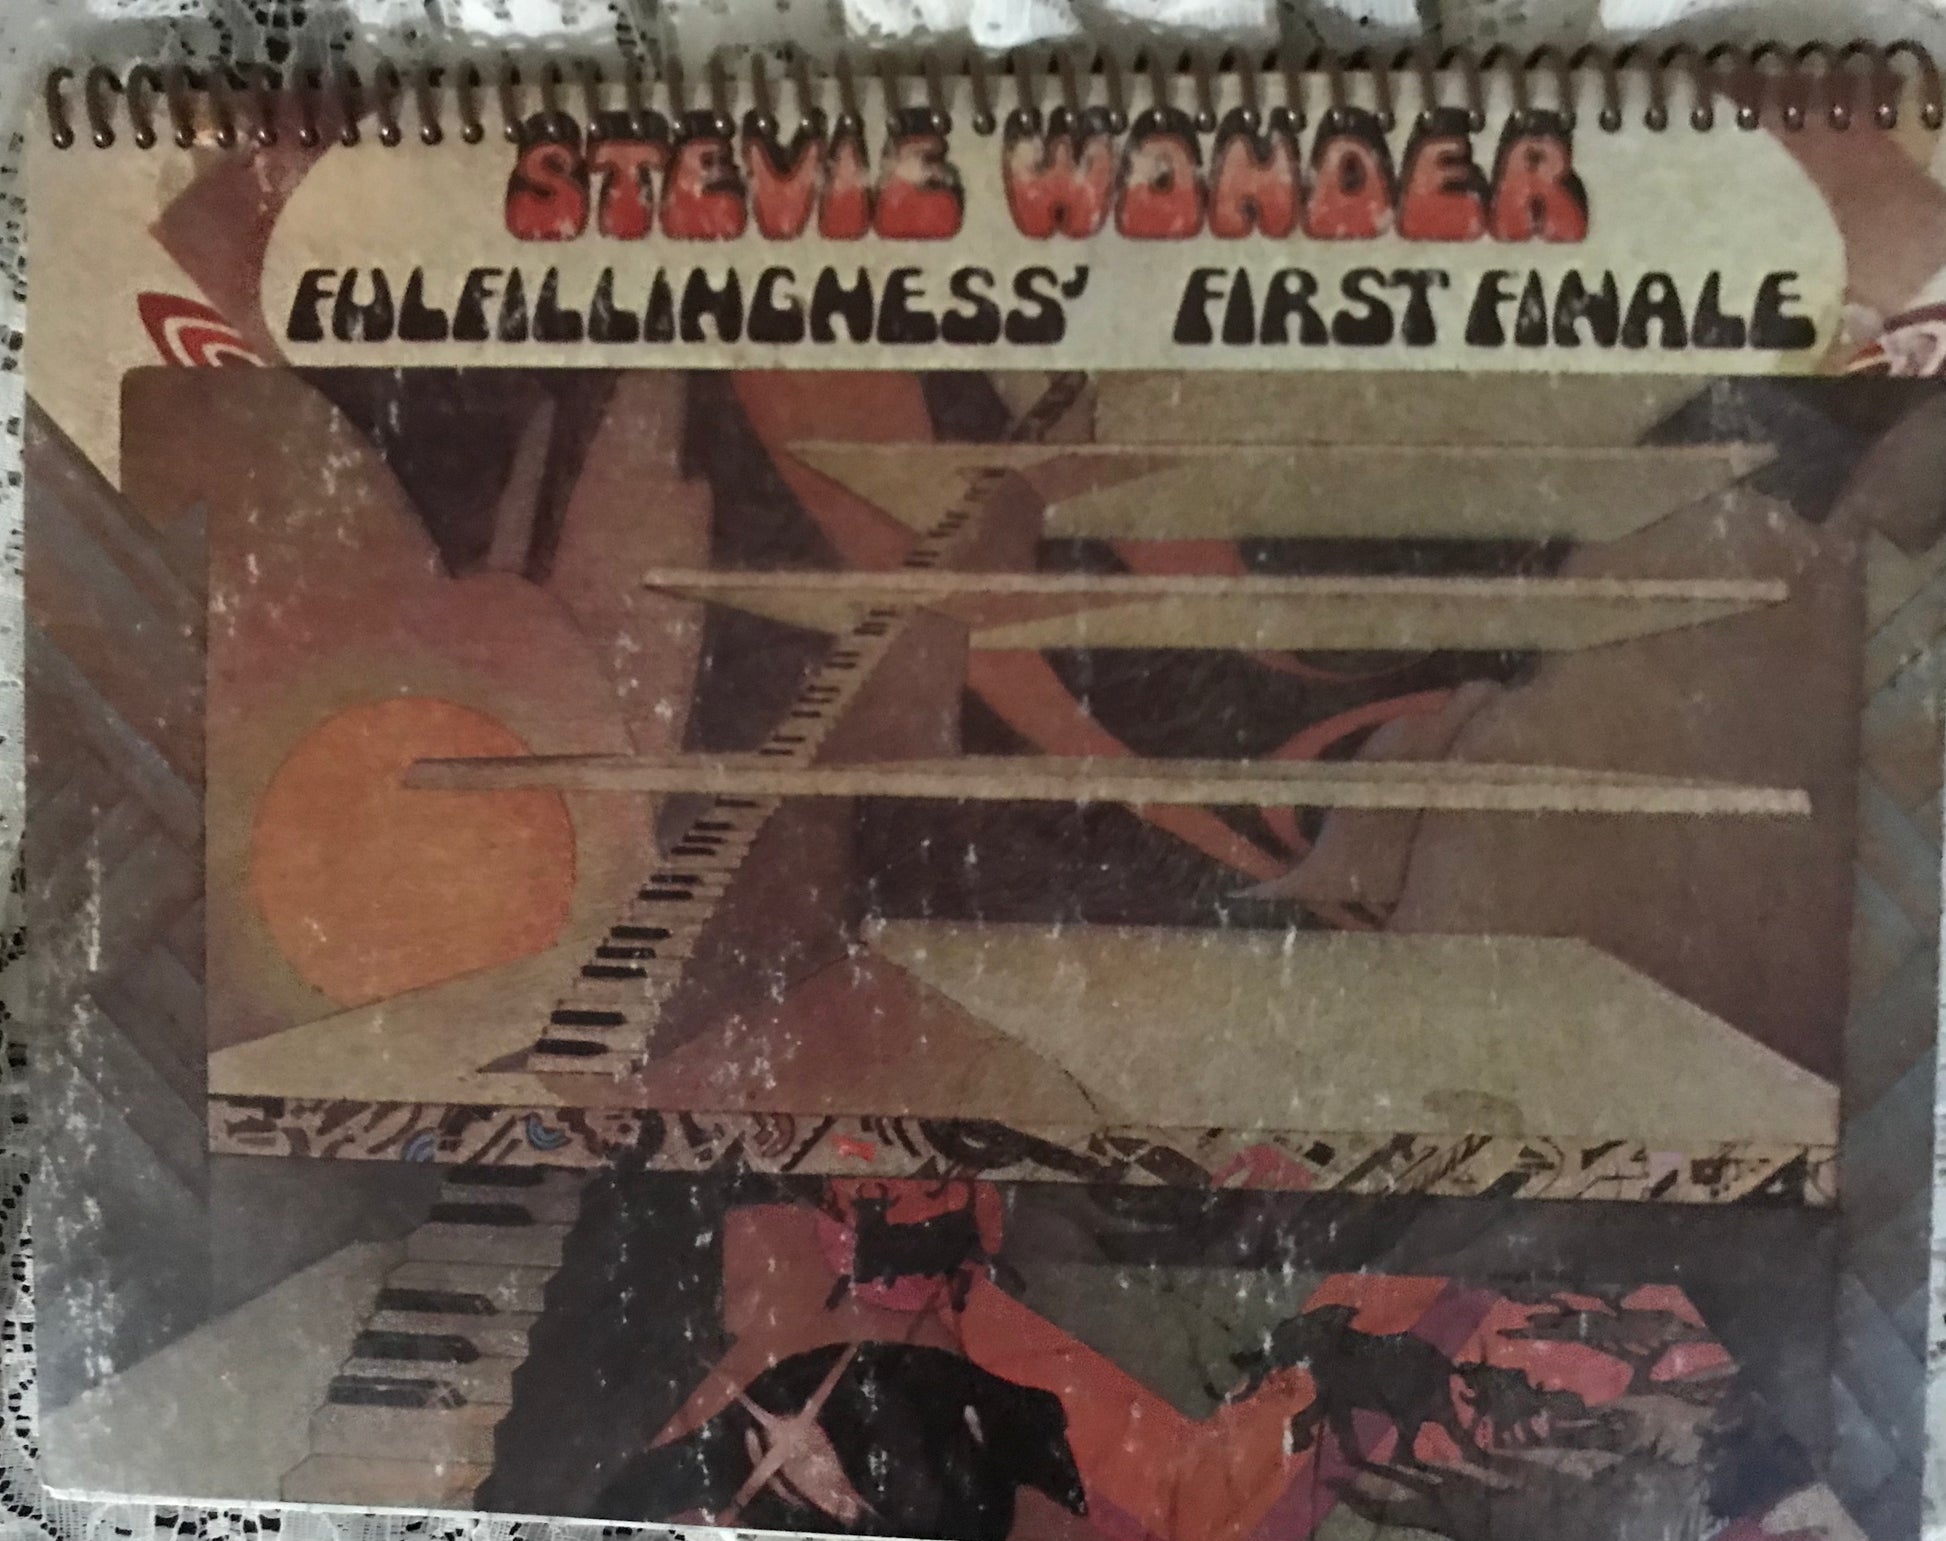 STEVIE WONDER
FULFILLINGNESS' FIRST FINALE